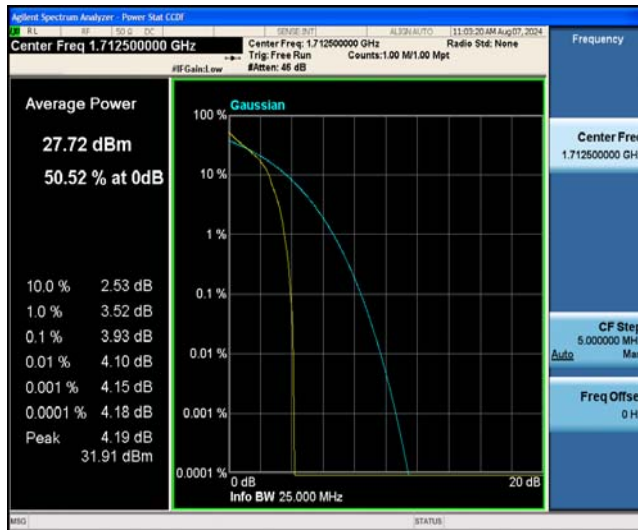 Agilent Spectrum Analyzer - Power Stat CCDF
RL RF 50 Ω DC SENSE:INT ALIGN AUTO 11:03:20 AM Aug 07, 2024
Center Freq 1.712500000 GHz
Center Freq: 1.712500000 GHz Radio Std: None
Trig: Free Run Counts:1.00 M/1.00 Mpt
#IFGain:Low #Atten: 46 dB
Frequency
Average Power
27.72 dBm
50.52 % at 0dB
10.0 % 2.53 dB
1.0 % 3.52 dB
0.1 % 3.93 dB
0.01 % 4.10 dB
0.001 % 4.15 dB
0.0001 % 4.18 dB
Peak 4.19 dB
31.91 dBm
Gaussian
100 %
10 %
1 %
0.1 %
0.01 %
0.001 %
0.0001 %
0 dB 20 dB
Info BW 25.000 MHz
Center Fre
1.712500000 GH
CF Step
5.000000 MH
Auto Ma
Freq Offse
0 H
MSG STATUS